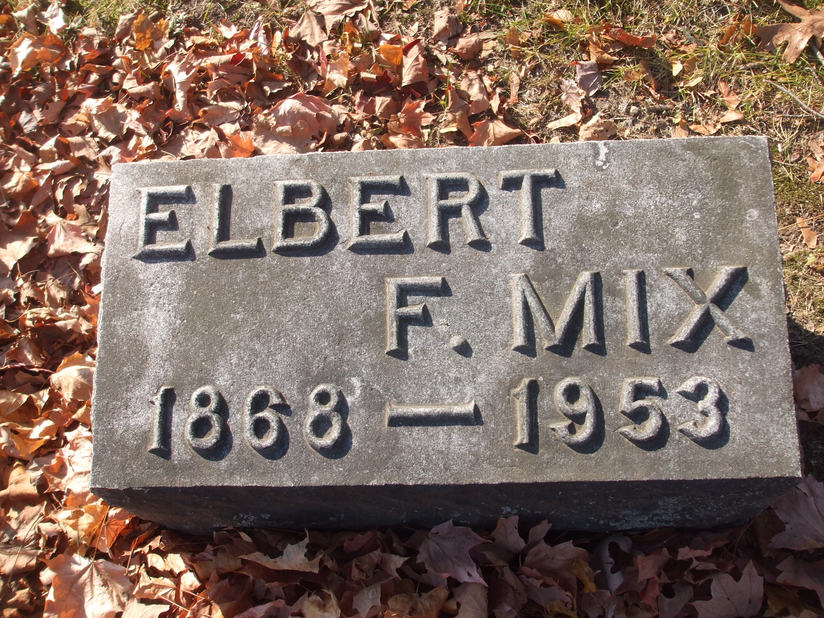 ELBERT
F. MIX
1868 — 1953